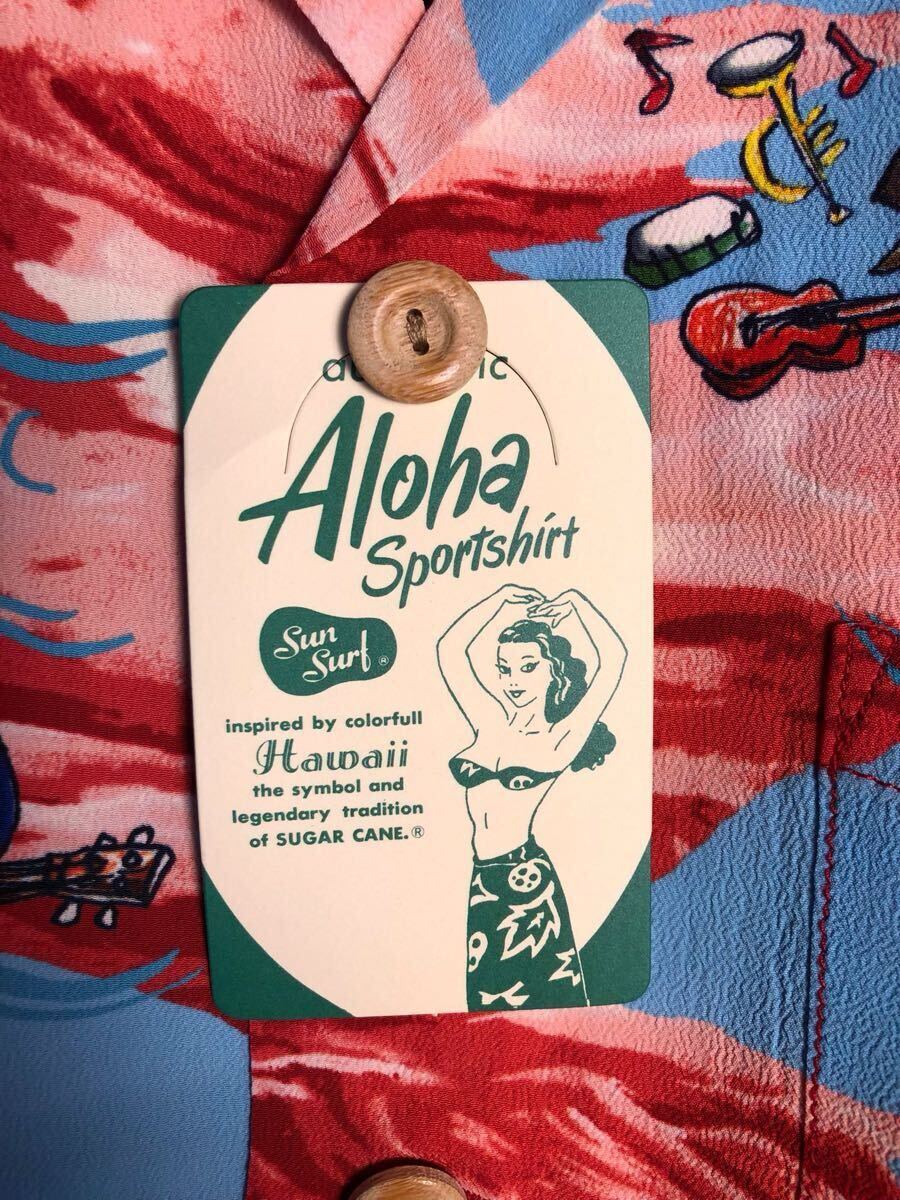 Aloha
Sportshirt
Sun
Surf ®
inspired by colorfull
Hawaii
the symbol and
legendary tradition
of SUGAR CANE.®